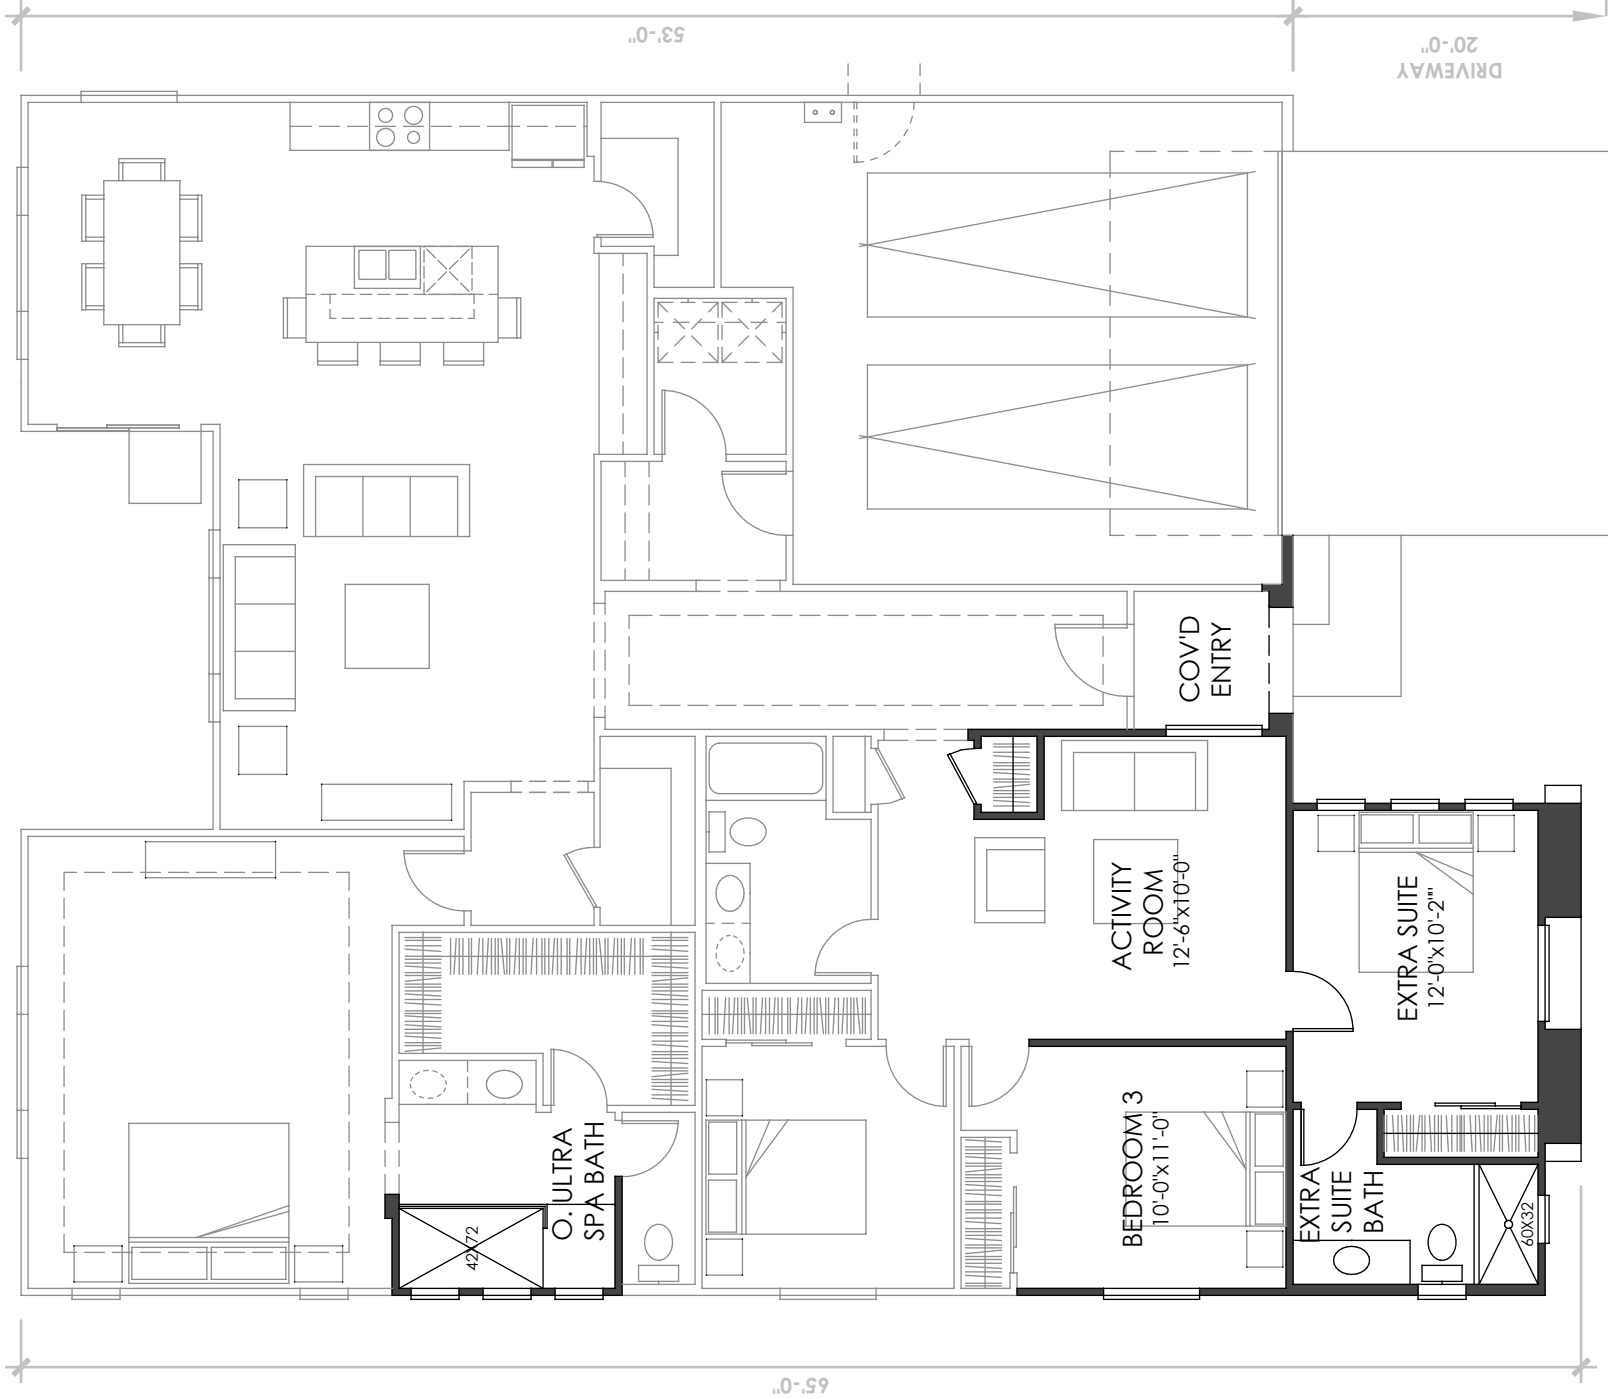 53'-0"
20'-0"
DRIVEWAY
COV'D
ENTRY
ACTIVITY
ROOM
12'-6"x10'-0"
EXTRA SUITE
12'-0"x10'-2""
BEDROOM 3
10'-0"x11'-0"
O. ULTRA
SPA BATH
42X72
EXTRA
SUITE
BATH
60X32
65'-0"